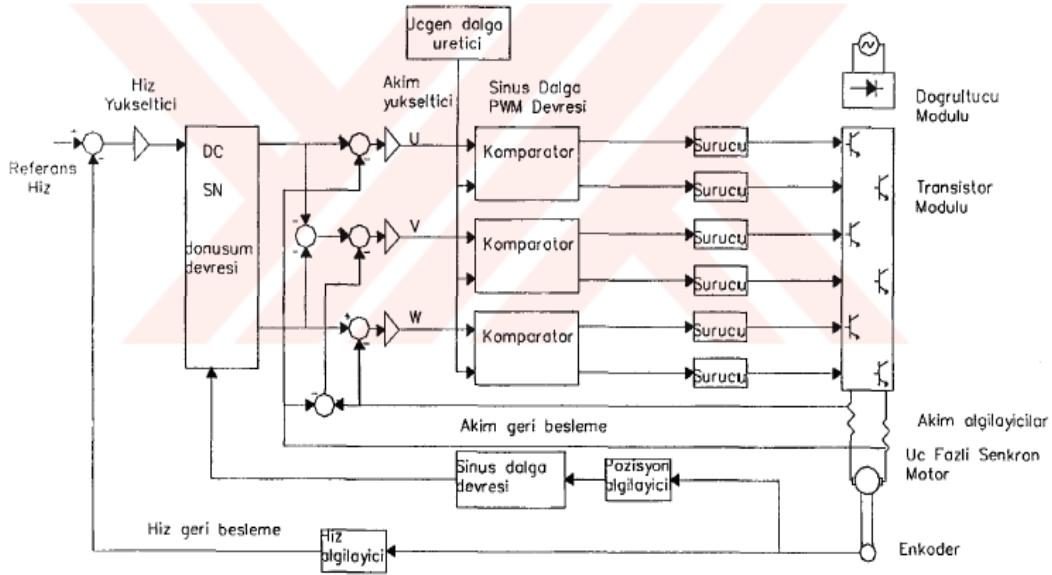 Ucgen dalga
uretici
Hiz
Yukseltici
Akim
yukseltici
Sinus Dalga
PWM Devresi
Dogrultucu
Modulu
Referans
Hiz
DC
SN
donusum
devresi
U
Komparator
Surucu
Surucu
Transistor
Modulu
V
Komparator
Surucu
Surucu
W
Komparator
Surucu
Surucu
Akim geri besleme
Akim algilayicilar
Uc Fazli Senkron
Motor
Sinus dalga
devresi
Pozisyon
algilayici
Hiz geri besleme
Hiz
algilayici
Enkoder